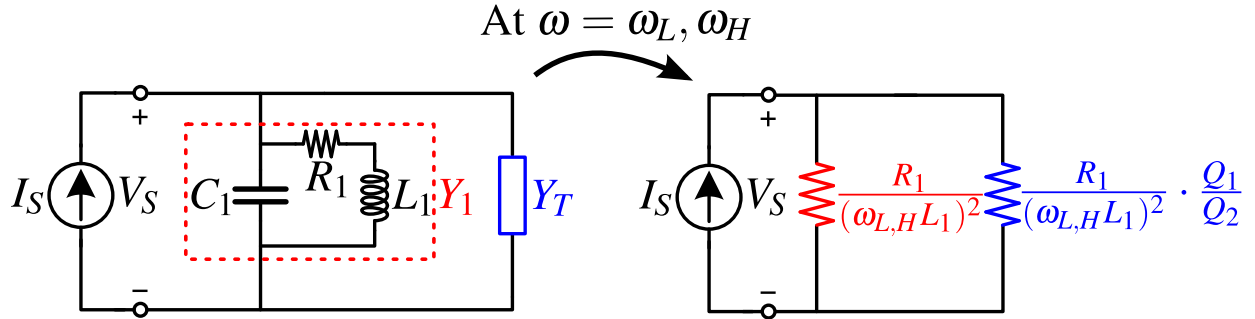 At ω = ω_L, ω_H
+ +
I_S V_S C_1 R_1 L_1 Y_1 Y_T I_S V_S R_1/(ω_{L,H}L_1)^2 R_1/(ω_{L,H}L_1)^2 · Q_1/Q_2
− −